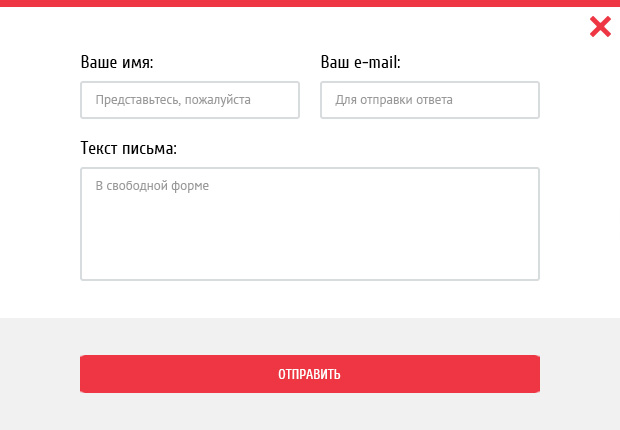 Ваше имя:
Ваш e-mail:
Представьтесь, пожалуйста
Для отправки ответа
Текст письма:
В свободной форме
ОТПРАВИТЬ